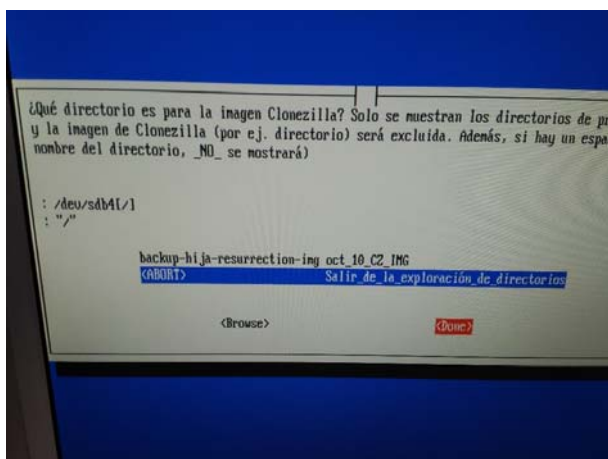 ¿Qué directorio es para la imagen Clonezilla? Solo se muestran los directorios de
y la imagen de Clonezilla (por ej. directorio) será excluida. Además, si hay un
nombre del directorio, _NO_ se mostrará)
: /dev/sdb4[/]
: "/"
backup-hija-resurrection-img oct_10_CZ_IMG
<ABORT> Salir_de_la_exploración_de_directorios
<Browse> <Done>